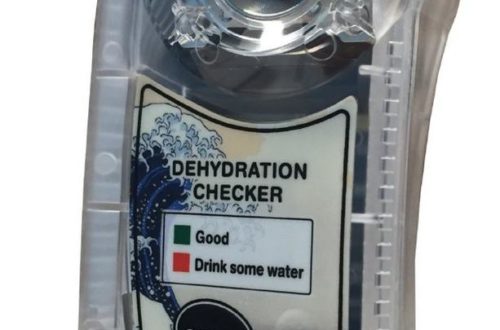 DEHYDRATION
CHECKER
Good
Drink some water